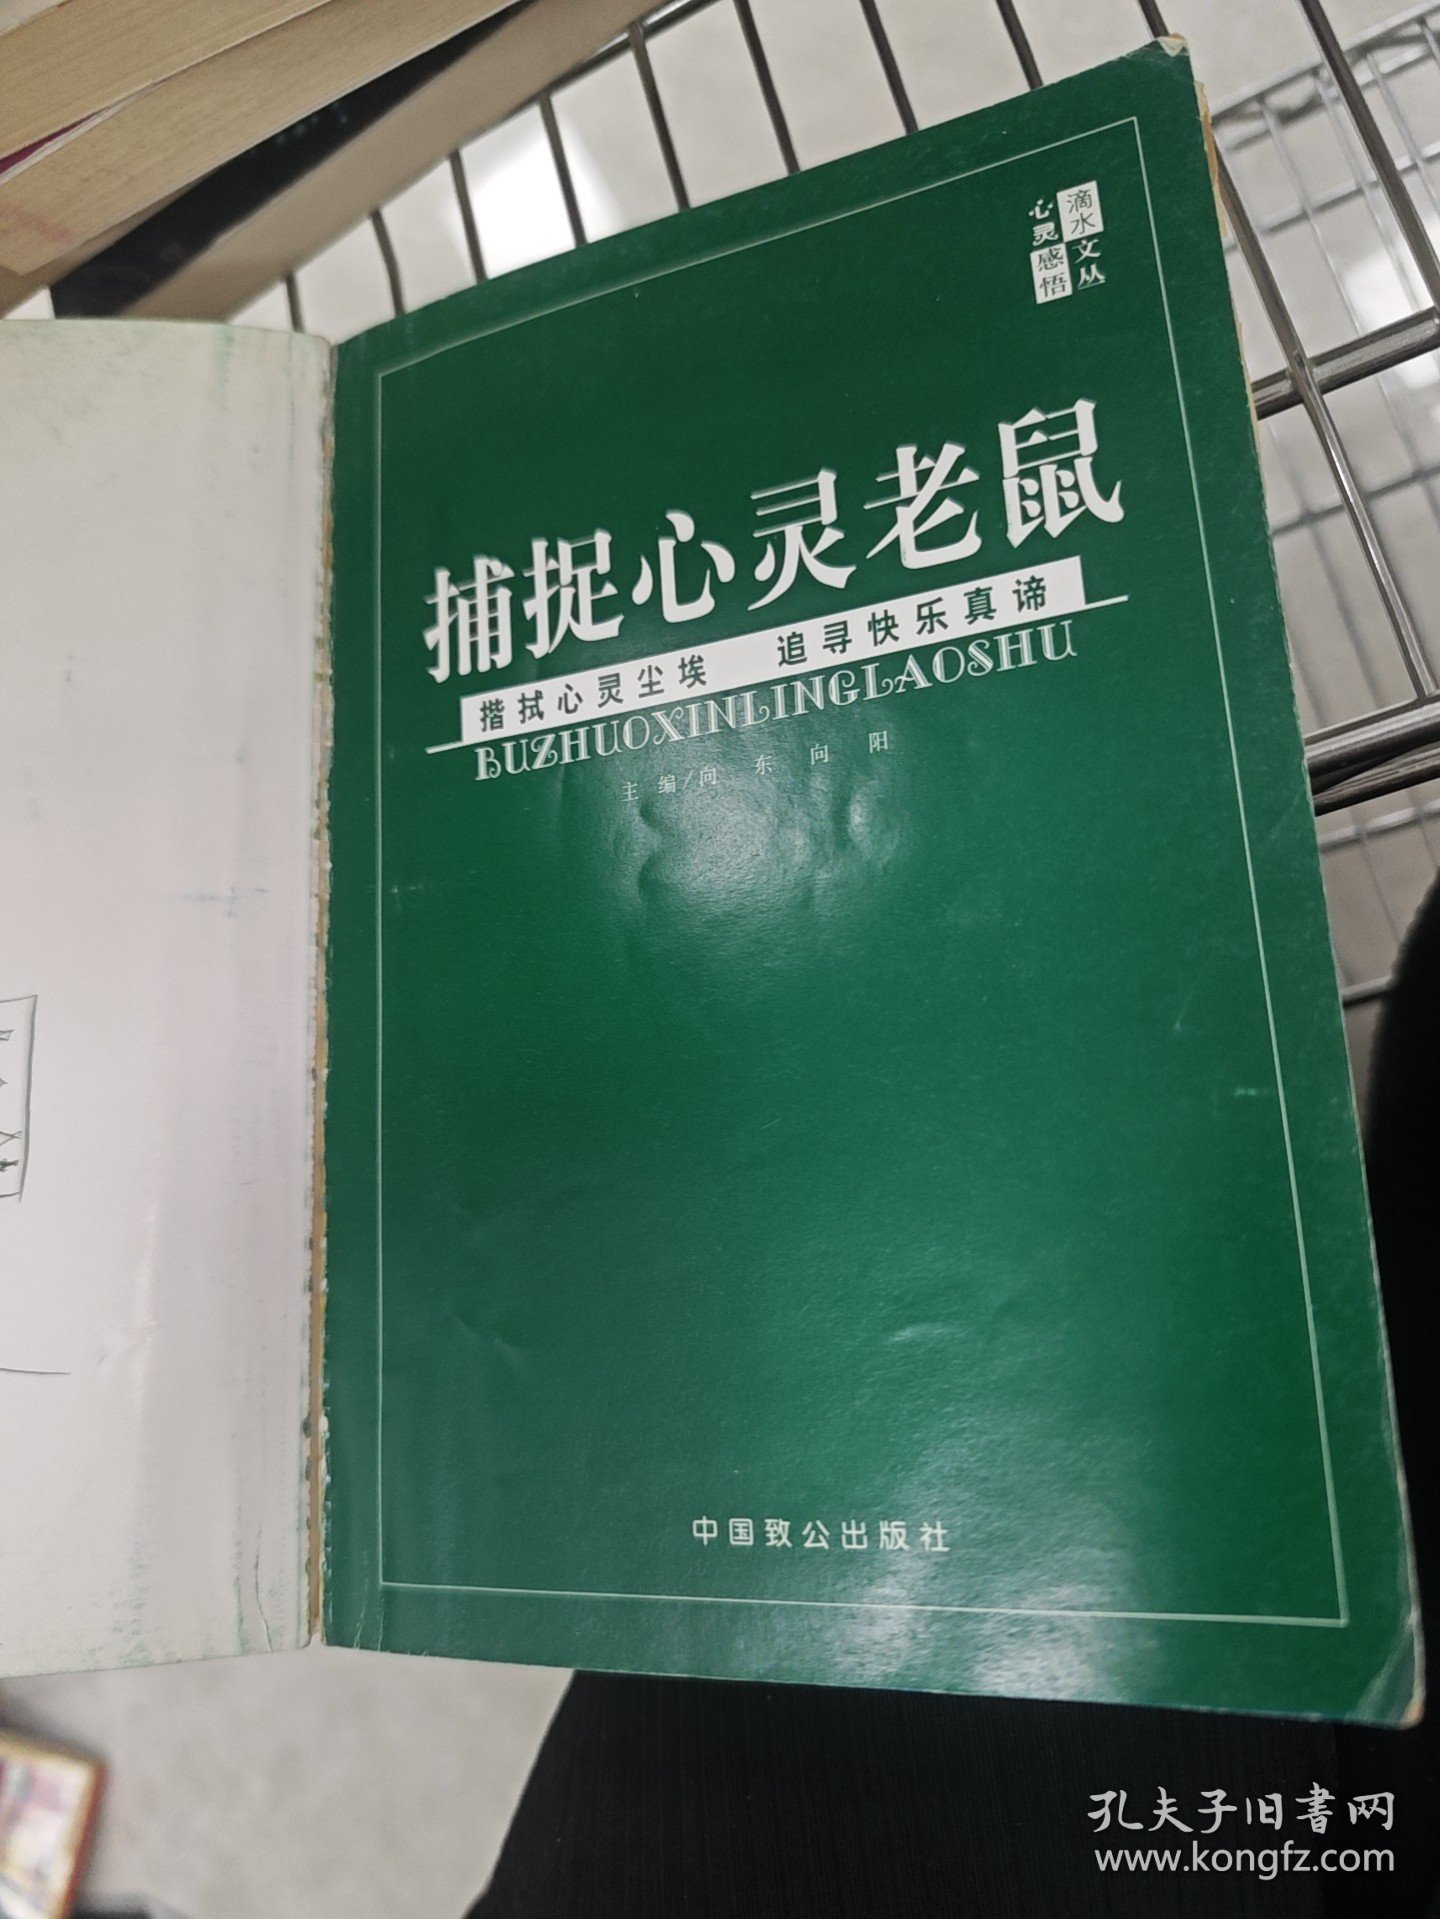 滴水文丛
心灵感悟
捕捉心灵老鼠
揩拭心灵尘埃 追寻快乐真谛
BUZHUOXINLINGLAOSHU
主 编/向 东 向 阳
中国致公出版社
孔夫子旧書网
www.kongfz.com